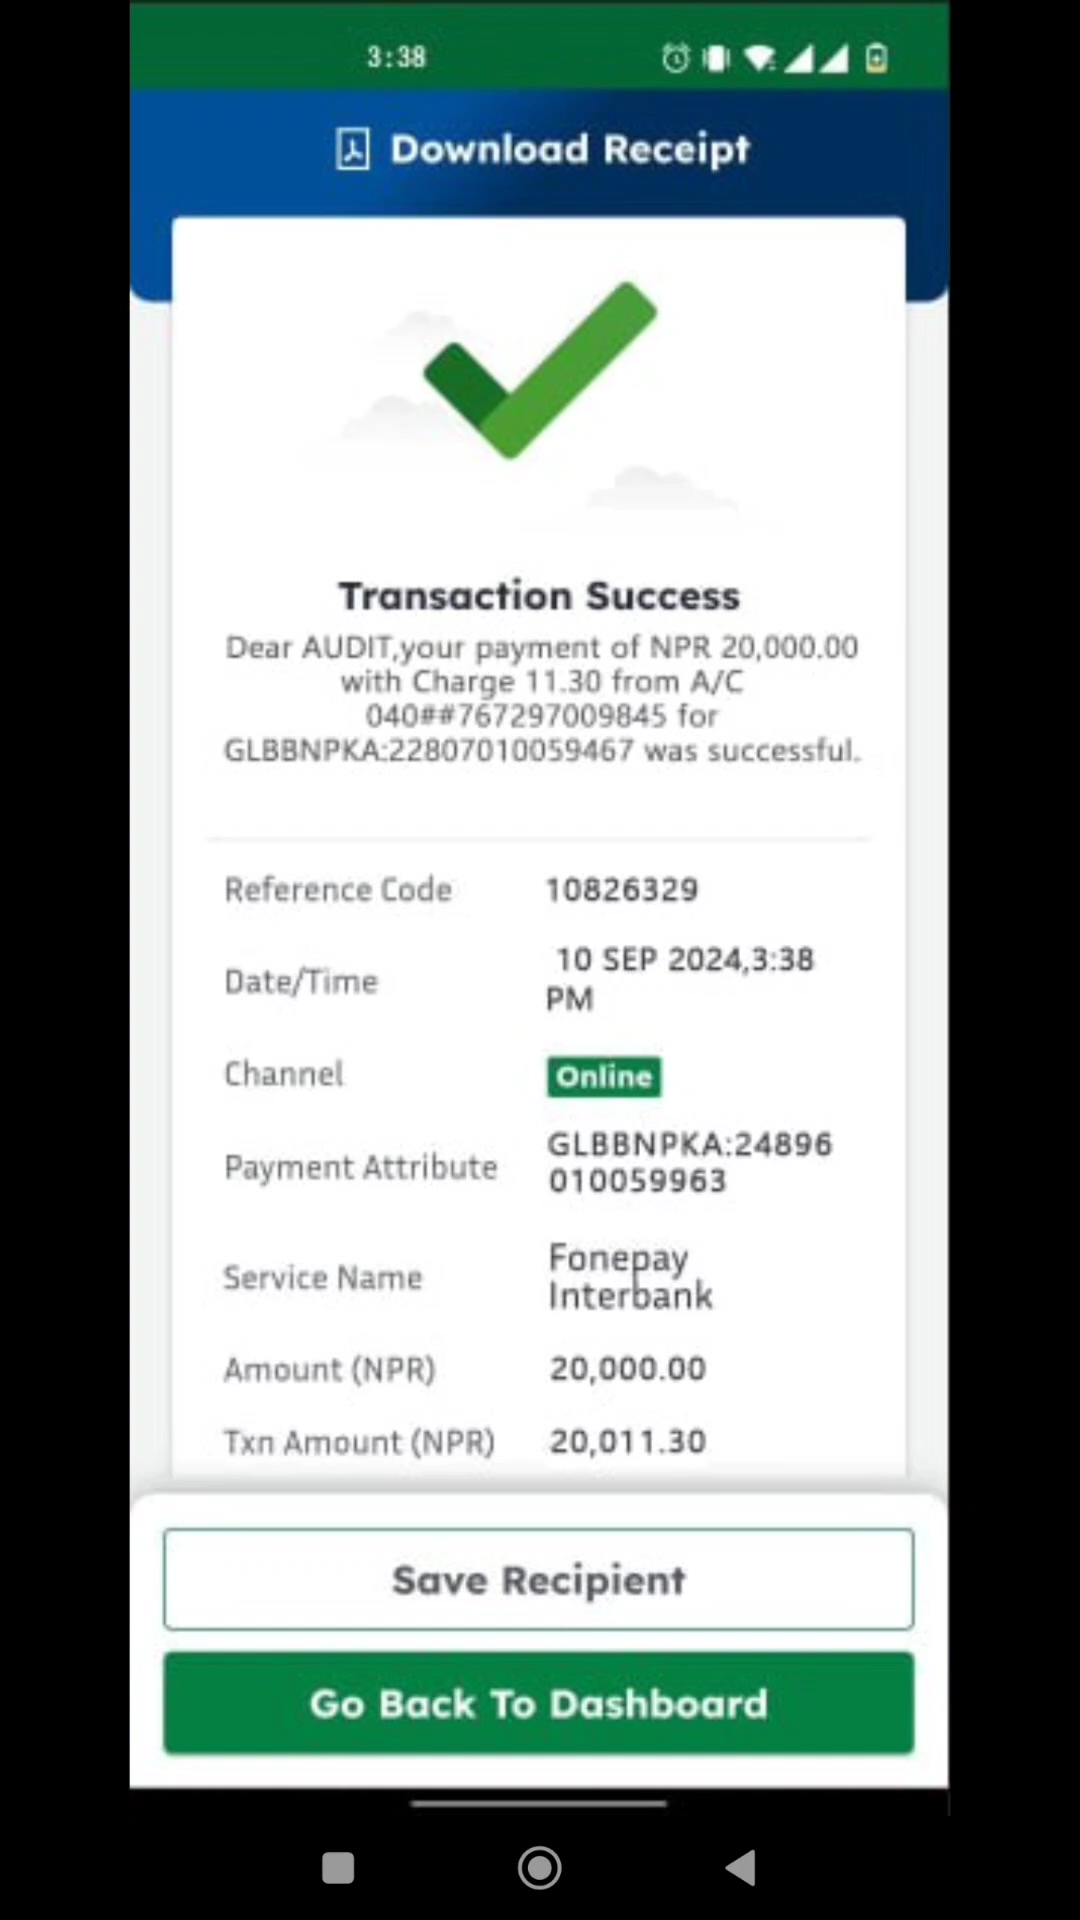 3:38
Download Receipt
Transaction Success
Dear AUDIT,your payment of NPR 20,000.00
with Charge 11.30 from A/C
040##767297009845 for
GLBBNPKA:22807010059467 was successful.
Reference Code 10826329
Date/Time 10 SEP 2024,3:38
PM
Channel Online
Payment Attribute GLBBNPKA:24896
010059963
Service Name Fonepay
Interbank
Amount (NPR) 20,000.00
Txn Amount (NPR) 20,011.30
Save Recipient
Go Back To Dashboard